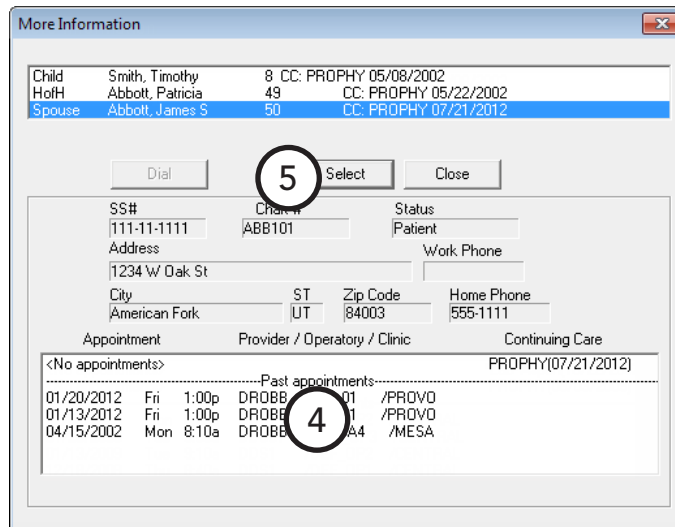 More Information
Child Smith, Timothy 8 CC: PROPHY 05/08/2002
HofH Abbott, Patricia 49 CC: PROPHY 05/22/2002
Spouse Abbott, James S 50 CC: PROPHY 07/21/2012
Dial 5 Select Close
SS# Chart # Status
111-11-1111 ABB101 Patient
Address Work Phone
1234 W Oak St
City ST Zip Code Home Phone
American Fork UT 84003 555-1111
Appointment Provider / Operatory / Clinic Continuing Care
<No appointments> PROPHY(07/21/2012)
Past appointments
01/20/2012 Fri 1:00p DROBB 01 /PROVO
01/13/2012 Fri 1:00p DROBB 4 /PROVO
04/15/2002 Mon 8:10a DROBB /MESA